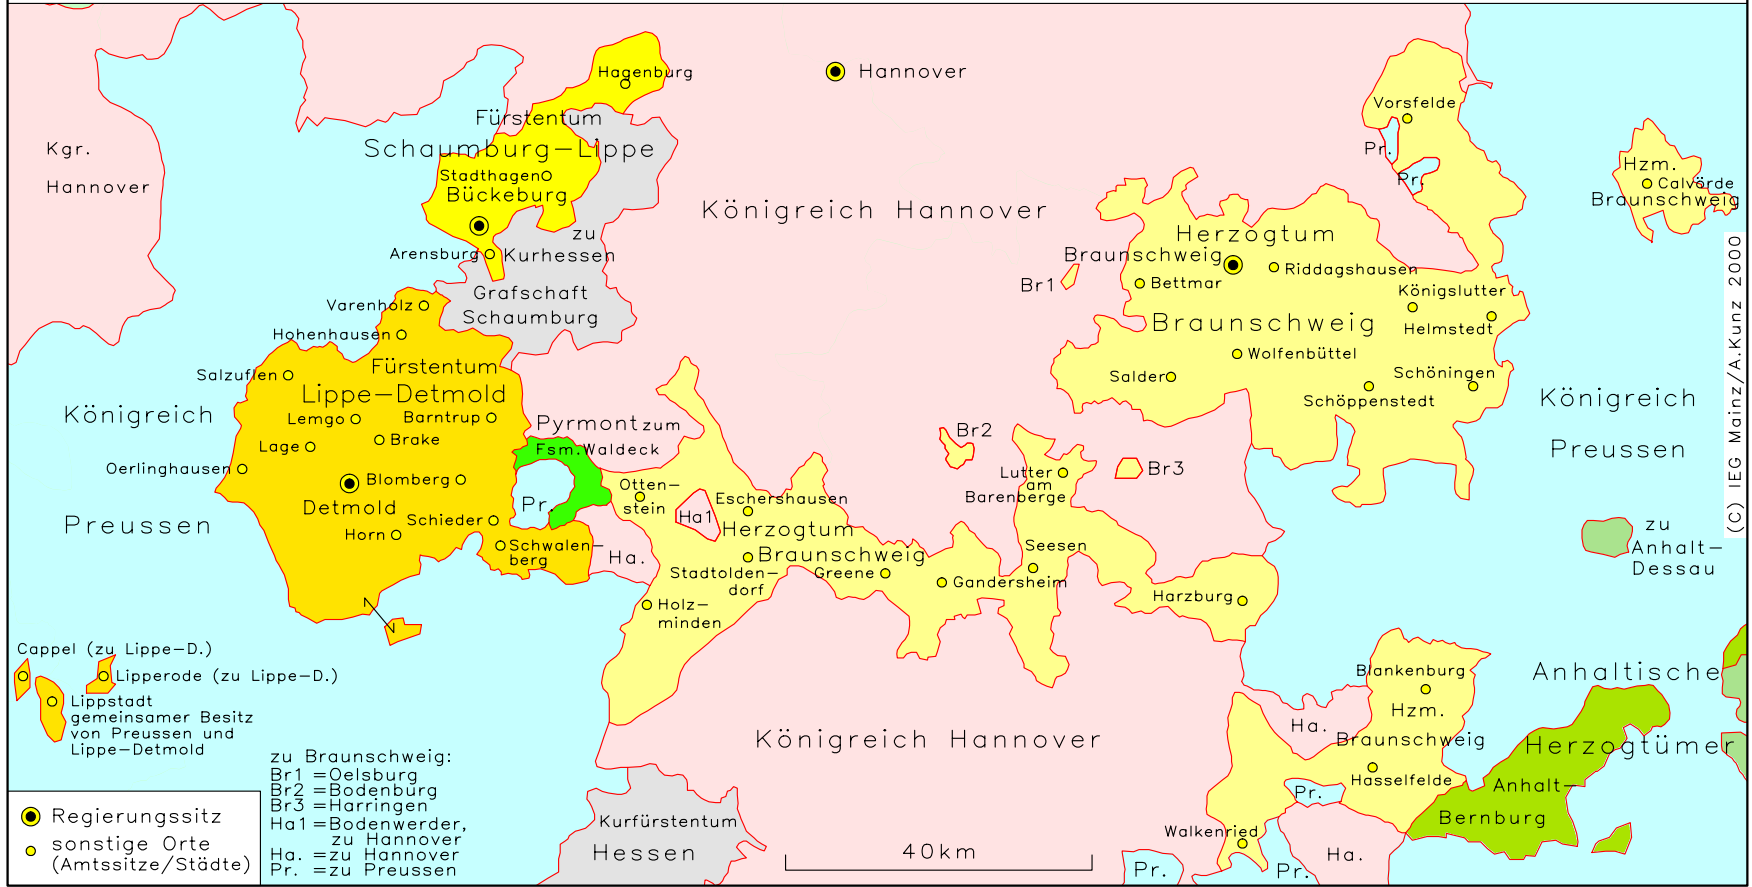 Hagenburg
Hannover
Fürstentum
Schaumburg-Lippe
Stadthagen
Bückeburg
Arensburg
zu
Kurhessen
Grafschaft
Schaumburg
Kgr.
Hannover
Königreich Hannover
Vorsfelde
Pr.
Pr.
Hzm.
Calvörde
Braunschweig
Herzogtum
Braunschweig
Riddagshausen
Br1
Bettmar
Königslutter
Braunschweig
Helmstedt
Wolfenbüttel
Salder
Schöningen
Schöppenstedt
Varenholz
Hohenhausen
Salzuflen
Fürstentum
Lippe-Detmold
Lemgo
Barntrup
Lage
Brake
Oerlinghausen
Blomberg
Detmold
Schieder
Horn
Schwalen-
berg
Königreich
Preussen
Pyrmont zum
Fsm. Waldeck
Pr.
Otten-
stein
Ha1
Ha.
Eschershausen
Herzogtum
Braunschweig
Stadtolden-
dorf
Greene
Gandersheim
Holz-
minden
Br2
Lutter
am
Barenberge
Br3
Seesen
Harzburg
Königreich
Preussen
zu
Anhalt-
Dessau
(C) IEG Mainz/A.Kunz 2000
Cappel (zu Lippe-D.)
Lipperode (zu Lippe-D.)
Lippstadt
gemeinsamer Besitz
von Preussen und
Lippe-Detmold
Königreich Hannover
Blankenburg
Hzm.
Ha.
Braunschweig
Hasselfelde
Pr.
Walkenried
Pr.
Pr.
Ha.
Anhaltische
Herzogtümer
Anhalt-
Bernburg
Kurfürstentum
Hessen
40km
zu Braunschweig:
Br1 =Oelsburg
Br2 =Bodenburg
Br3 =Harringen
Ha1=Bodenwerder,
zu Hannover
Ha. =zu Hannover
Pr. =zu Preussen
Regierungssitz
sonstige Orte
(Amtssitze/Städte)